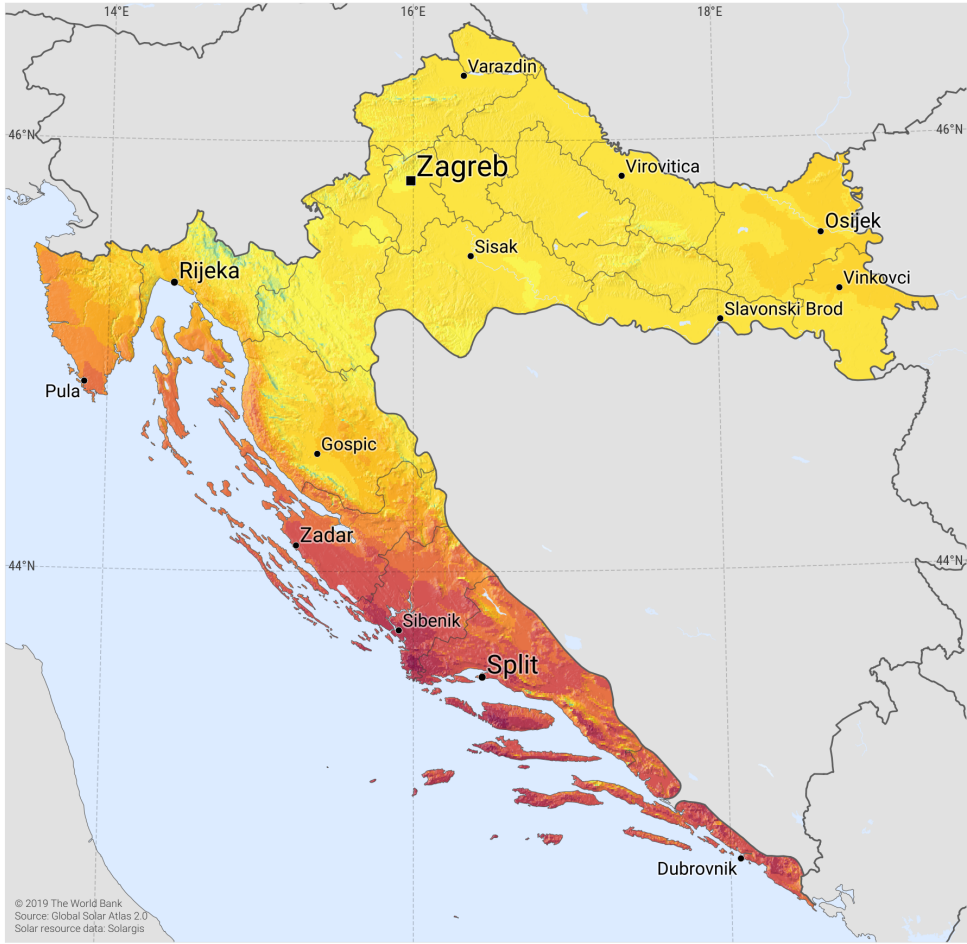 14°E
16°E
18°E
Varazdin
46°N
46°N
Zagreb
Virovitica
Osijek
Sisak
Rijeka
Vinkovci
Slavonski Brod
Pula
Gospic
Zadar
44°N
44°N
Sibenik
Split
Dubrovnik
© 2019 The World Bank
Source: Global Solar Atlas 2.0
Solar resource data: Solargis